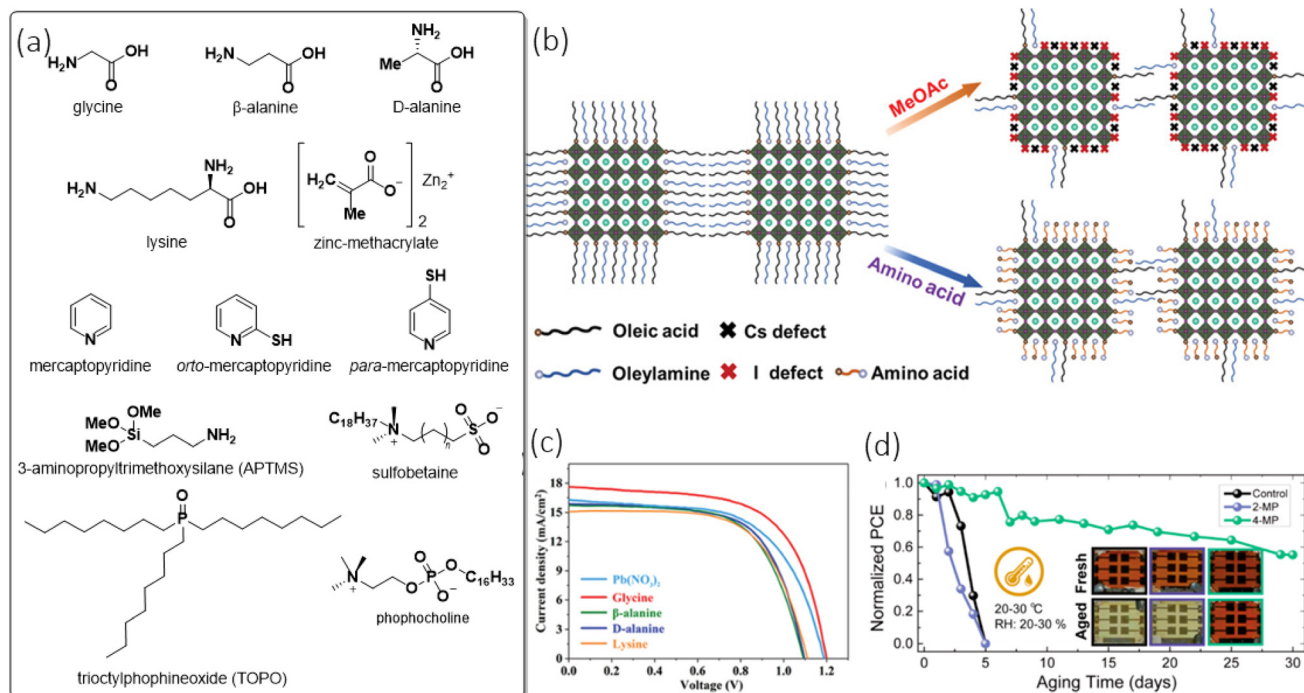 (a)
NH2
H2N
OH
O
glycine
H2N
OH
O
β-alanine
Me
OH
O
D-alanine
NH2
H2N
OH
O
lysine
H2C
O
O-
Me
2
Zn2+
zinc-methacrylate
N
mercaptopyridine
N
SH
orto-mercaptopyridine
SH
N
para-mercaptopyridine
OMe
MeO
Si
MeO
NH2
3-aminopropyltrimethoxysilane (APTMS)
C18H37
N
+
n
S
O
O-
O
sulfobetaine
O
P
trioctylphophineoxide (TOPO)
N
+
O
O
P
O-
O
C16H33
phophocholine
(b)
MeOAc
Amino acid
Oleic acid
Cs defect
Oleylamine
I defect
Amino acid
(c)
Current density (mA/cm2)
18
15
12
9
6
3
0
Pb(NO3)2
Glycine
β-alanine
D-alanine
Lysine
0.0 0.2 0.4 0.6 0.8 1.0 1.2
Voltage (V)
(d)
Normalized PCE
1.0
0.8
0.6
0.4
0.2
0.0
Control
2-MP
4-MP
20-30 °C
RH: 20-30 %
Fresh
Aged
0 5 10 15 20 25 30
Aging Time (days)